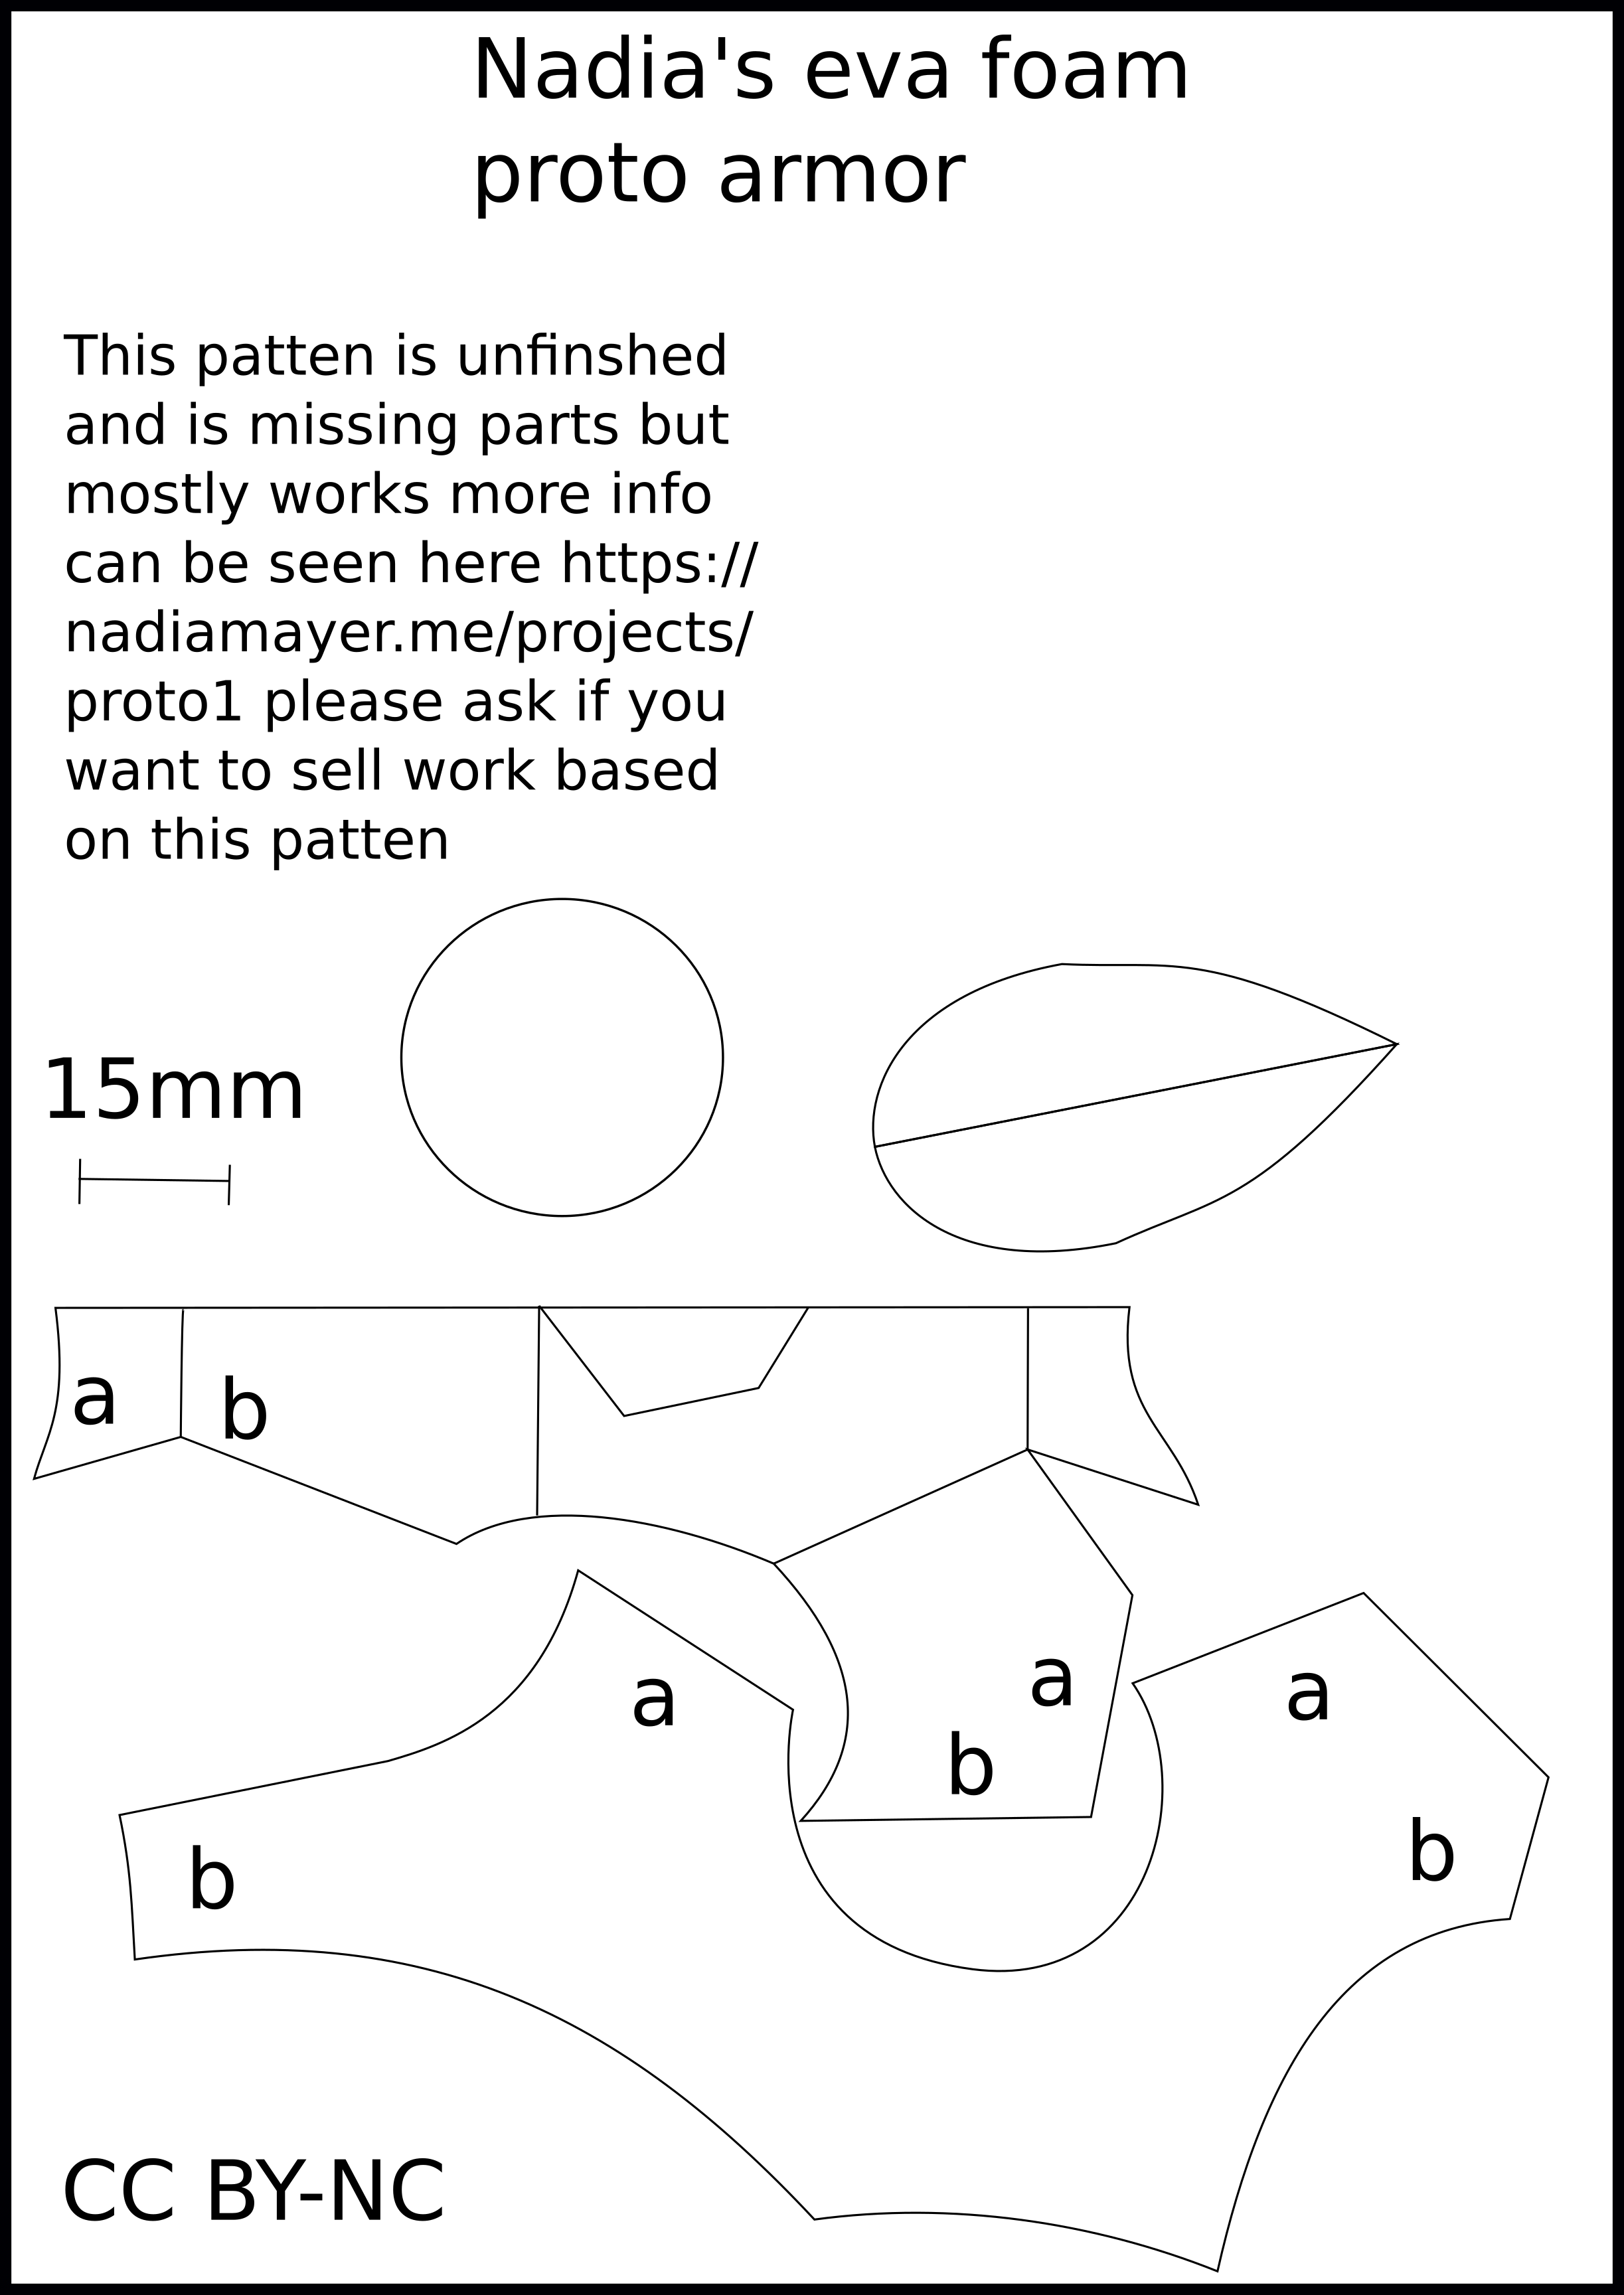 Nadia's eva foam
proto armor
This patten is unfinshed
and is missing parts but
mostly works more info
can be seen here https://
nadiamayer.me/projects/
proto1 please ask if you
want to sell work based
on this patten
15mm
a
b
a
a
a
b
b
b
CC BY-NC